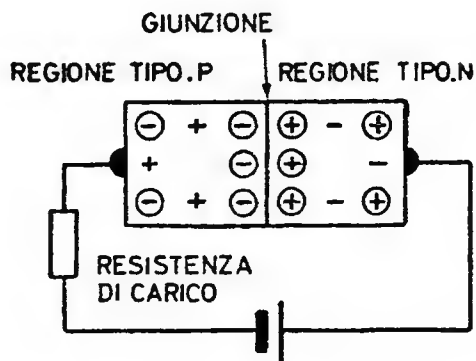 GIUNZIONE
REGIONE TIPO.P
REGIONE TIPO.N
⊖ + ⊖ ⊕ - ⊕
+ ⊖ ⊕ -
⊖ + ⊖ ⊕ - ⊕
RESISTENZA
DI CARICO